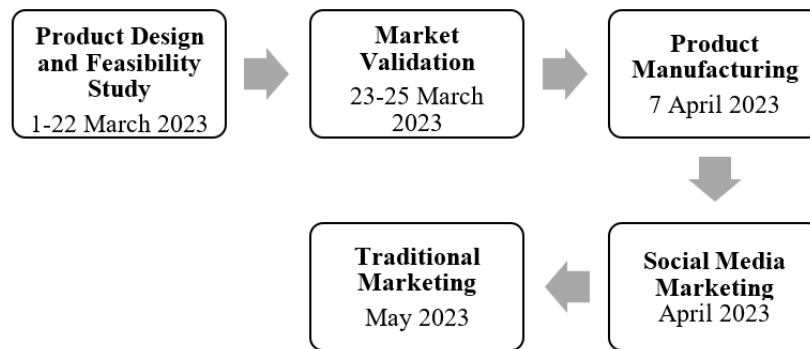 Product Design
and Feasibility
Study
1-22 March 2023
Market
Validation
23-25 March
2023
Product
Manufacturing
7 April 2023
Social Media
Marketing
April 2023
Traditional
Marketing
May 2023